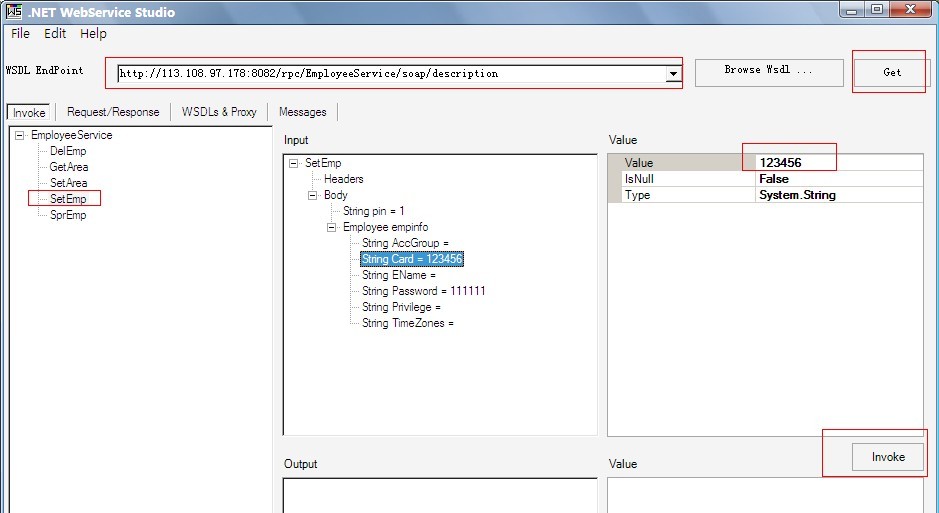 .NET WebService Studio
File Edit Help
WSDL EndPoint http://113.108.97.178:8082/rpc/EmployeeService/soap/description Browse Wsdl ... Get
Invoke Request/Response WSDLs & Proxy Messages
EmployeeService
DelEmp
GetArea
SetArea
SetEmp
SprEmp
Input
SetEmp
Headers
Body
String pin = 1
Employee empinfo
String AccGroup =
String Card = 123456
String EName =
String Password = 111111
String Privilege =
String TimeZones =
Value
Value 123456
IsNull False
Type System.String
Invoke
Output
Value